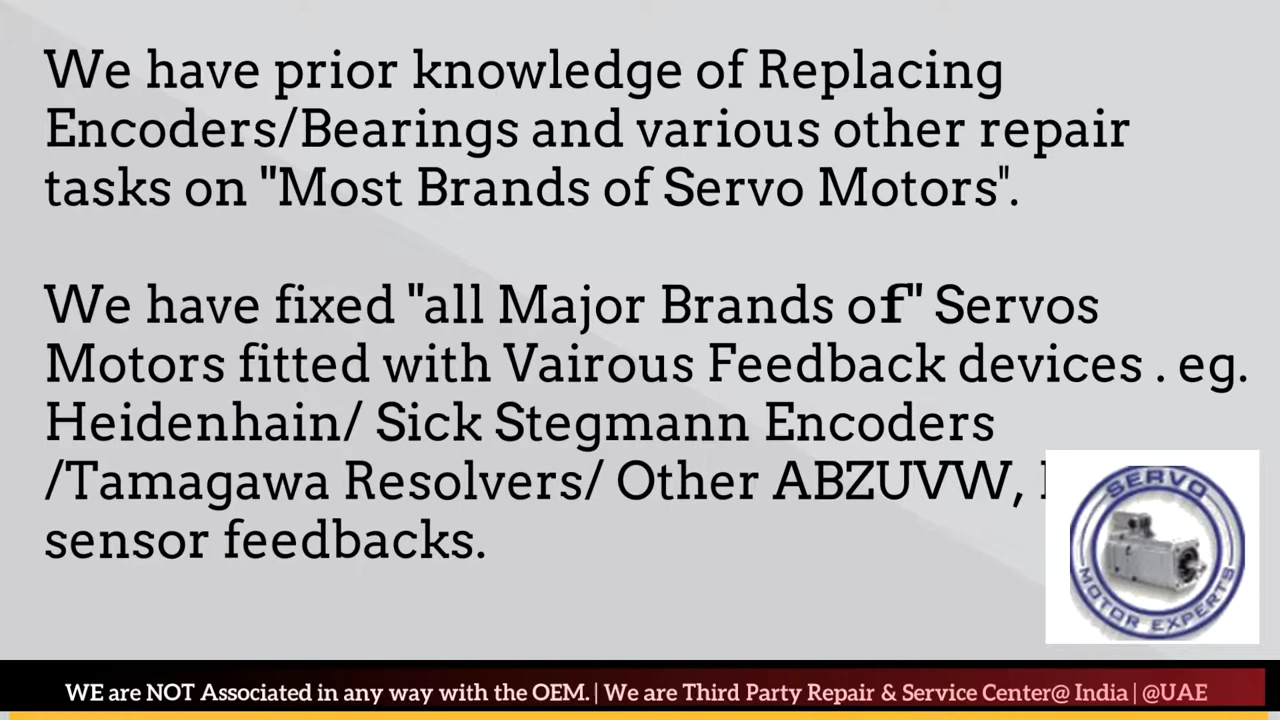 We have prior knowledge of Replacing
Encoders/Bearings and various other repair
tasks on "Most Brands of Servo Motors".
We have fixed "all Major Brands of" Servos
Motors fitted with Vairous Feedback devices . eg.
Heidenhain/ Sick Stegmann Encoders
/Tamagawa Resolvers/ Other ABZUVW,
sensor feedbacks.
SERVO
MOTOR EXPERTS
WE are NOT Associated in any way with the OEM. | We are Third Party Repair & Service Center@ India | @UAE